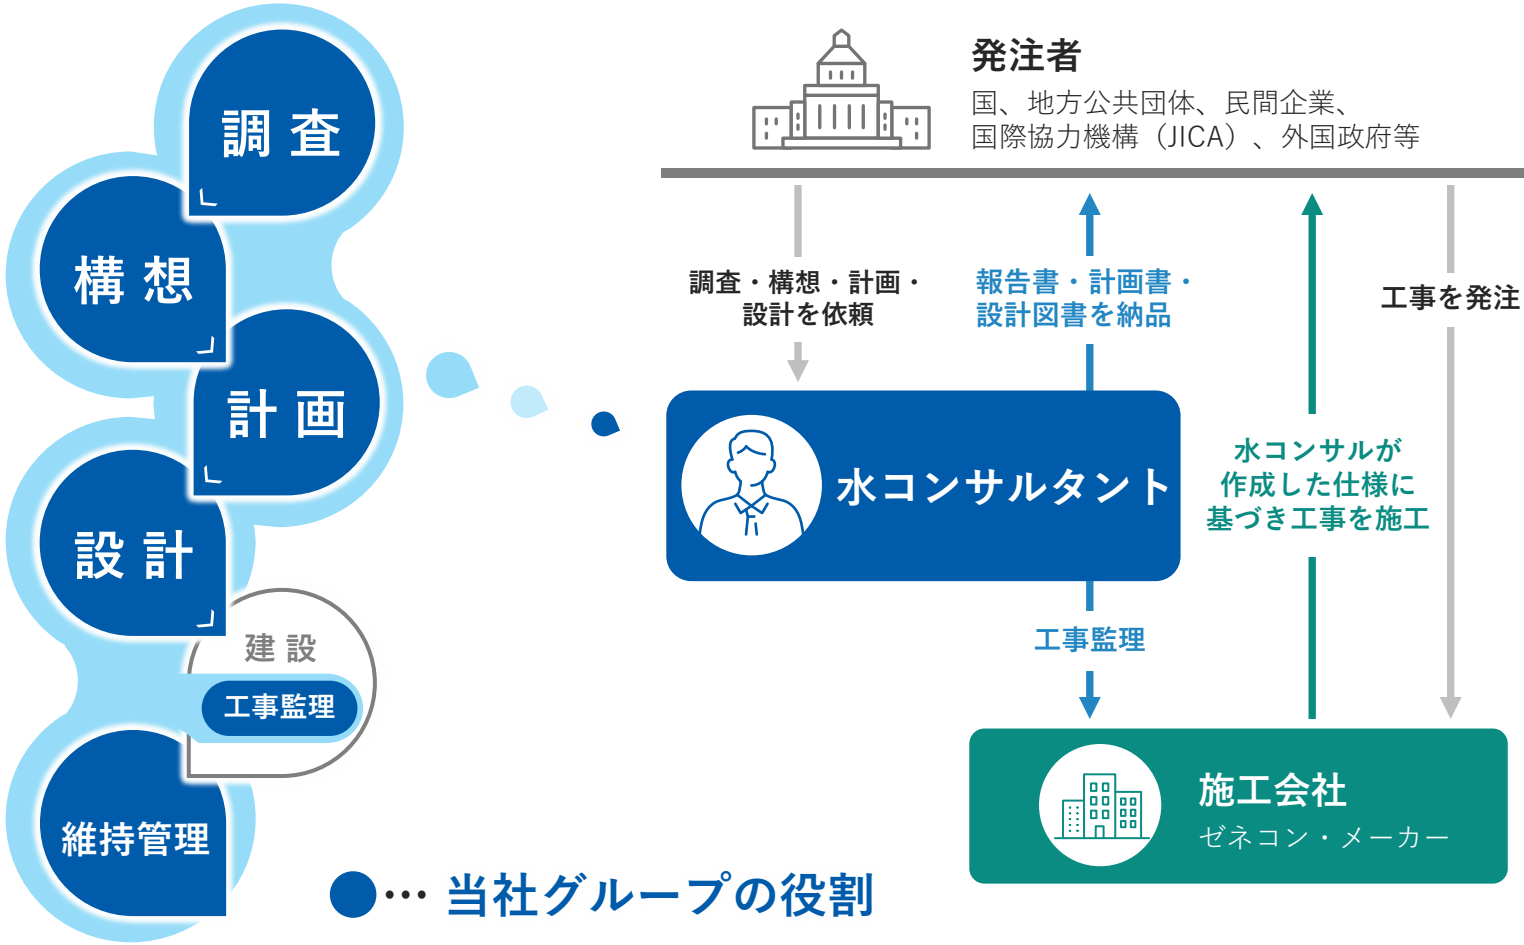 調査
構想
計画
設計
建設
工事監理
維持管理
●… 当社グループの役割
発注者
国、地方公共団体、民間企業、
国際協力機構（JICA）、外国政府等
調査・構想・計画・
設計を依頼
報告書・計画書・
設計図書を納品
工事を発注
水コンサルタント
水コンサルが
作成した仕様に
基づき工事を施工
工事監理
施工会社
ゼネコン・メーカー